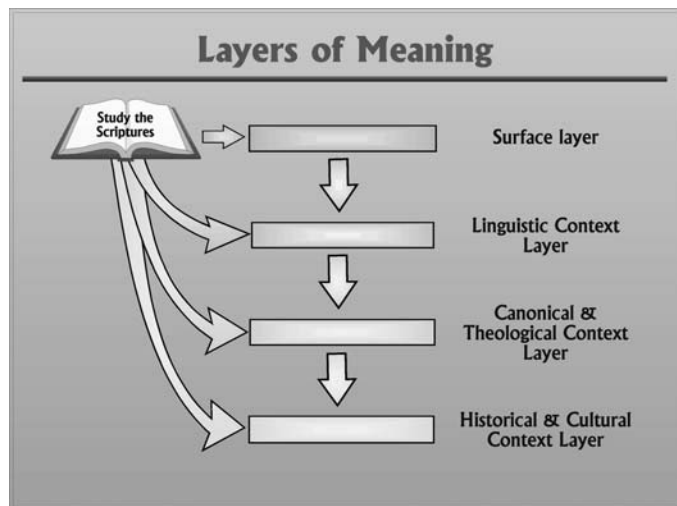 Layers of Meaning
Study the
Scriptures
Surface layer
Linguistic Context
Layer
Canonical &
Theological Context
Layer
Historical & Cultural
Context Layer